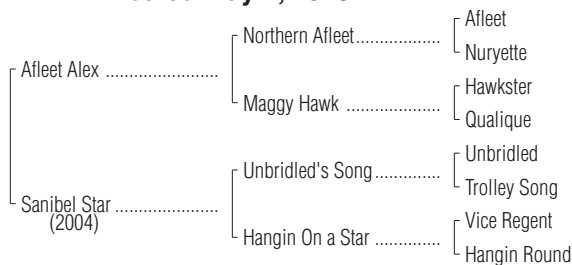 Afleet
Northern Afleet
Nuryette
Afleet Alex
Hawkster
Maggy Hawk
Qualique
Unbridled
Unbridled's Song
Trolley Song
Sanibel Star
(2004)
Vice Regent
Hangin On a Star
Hangin Round